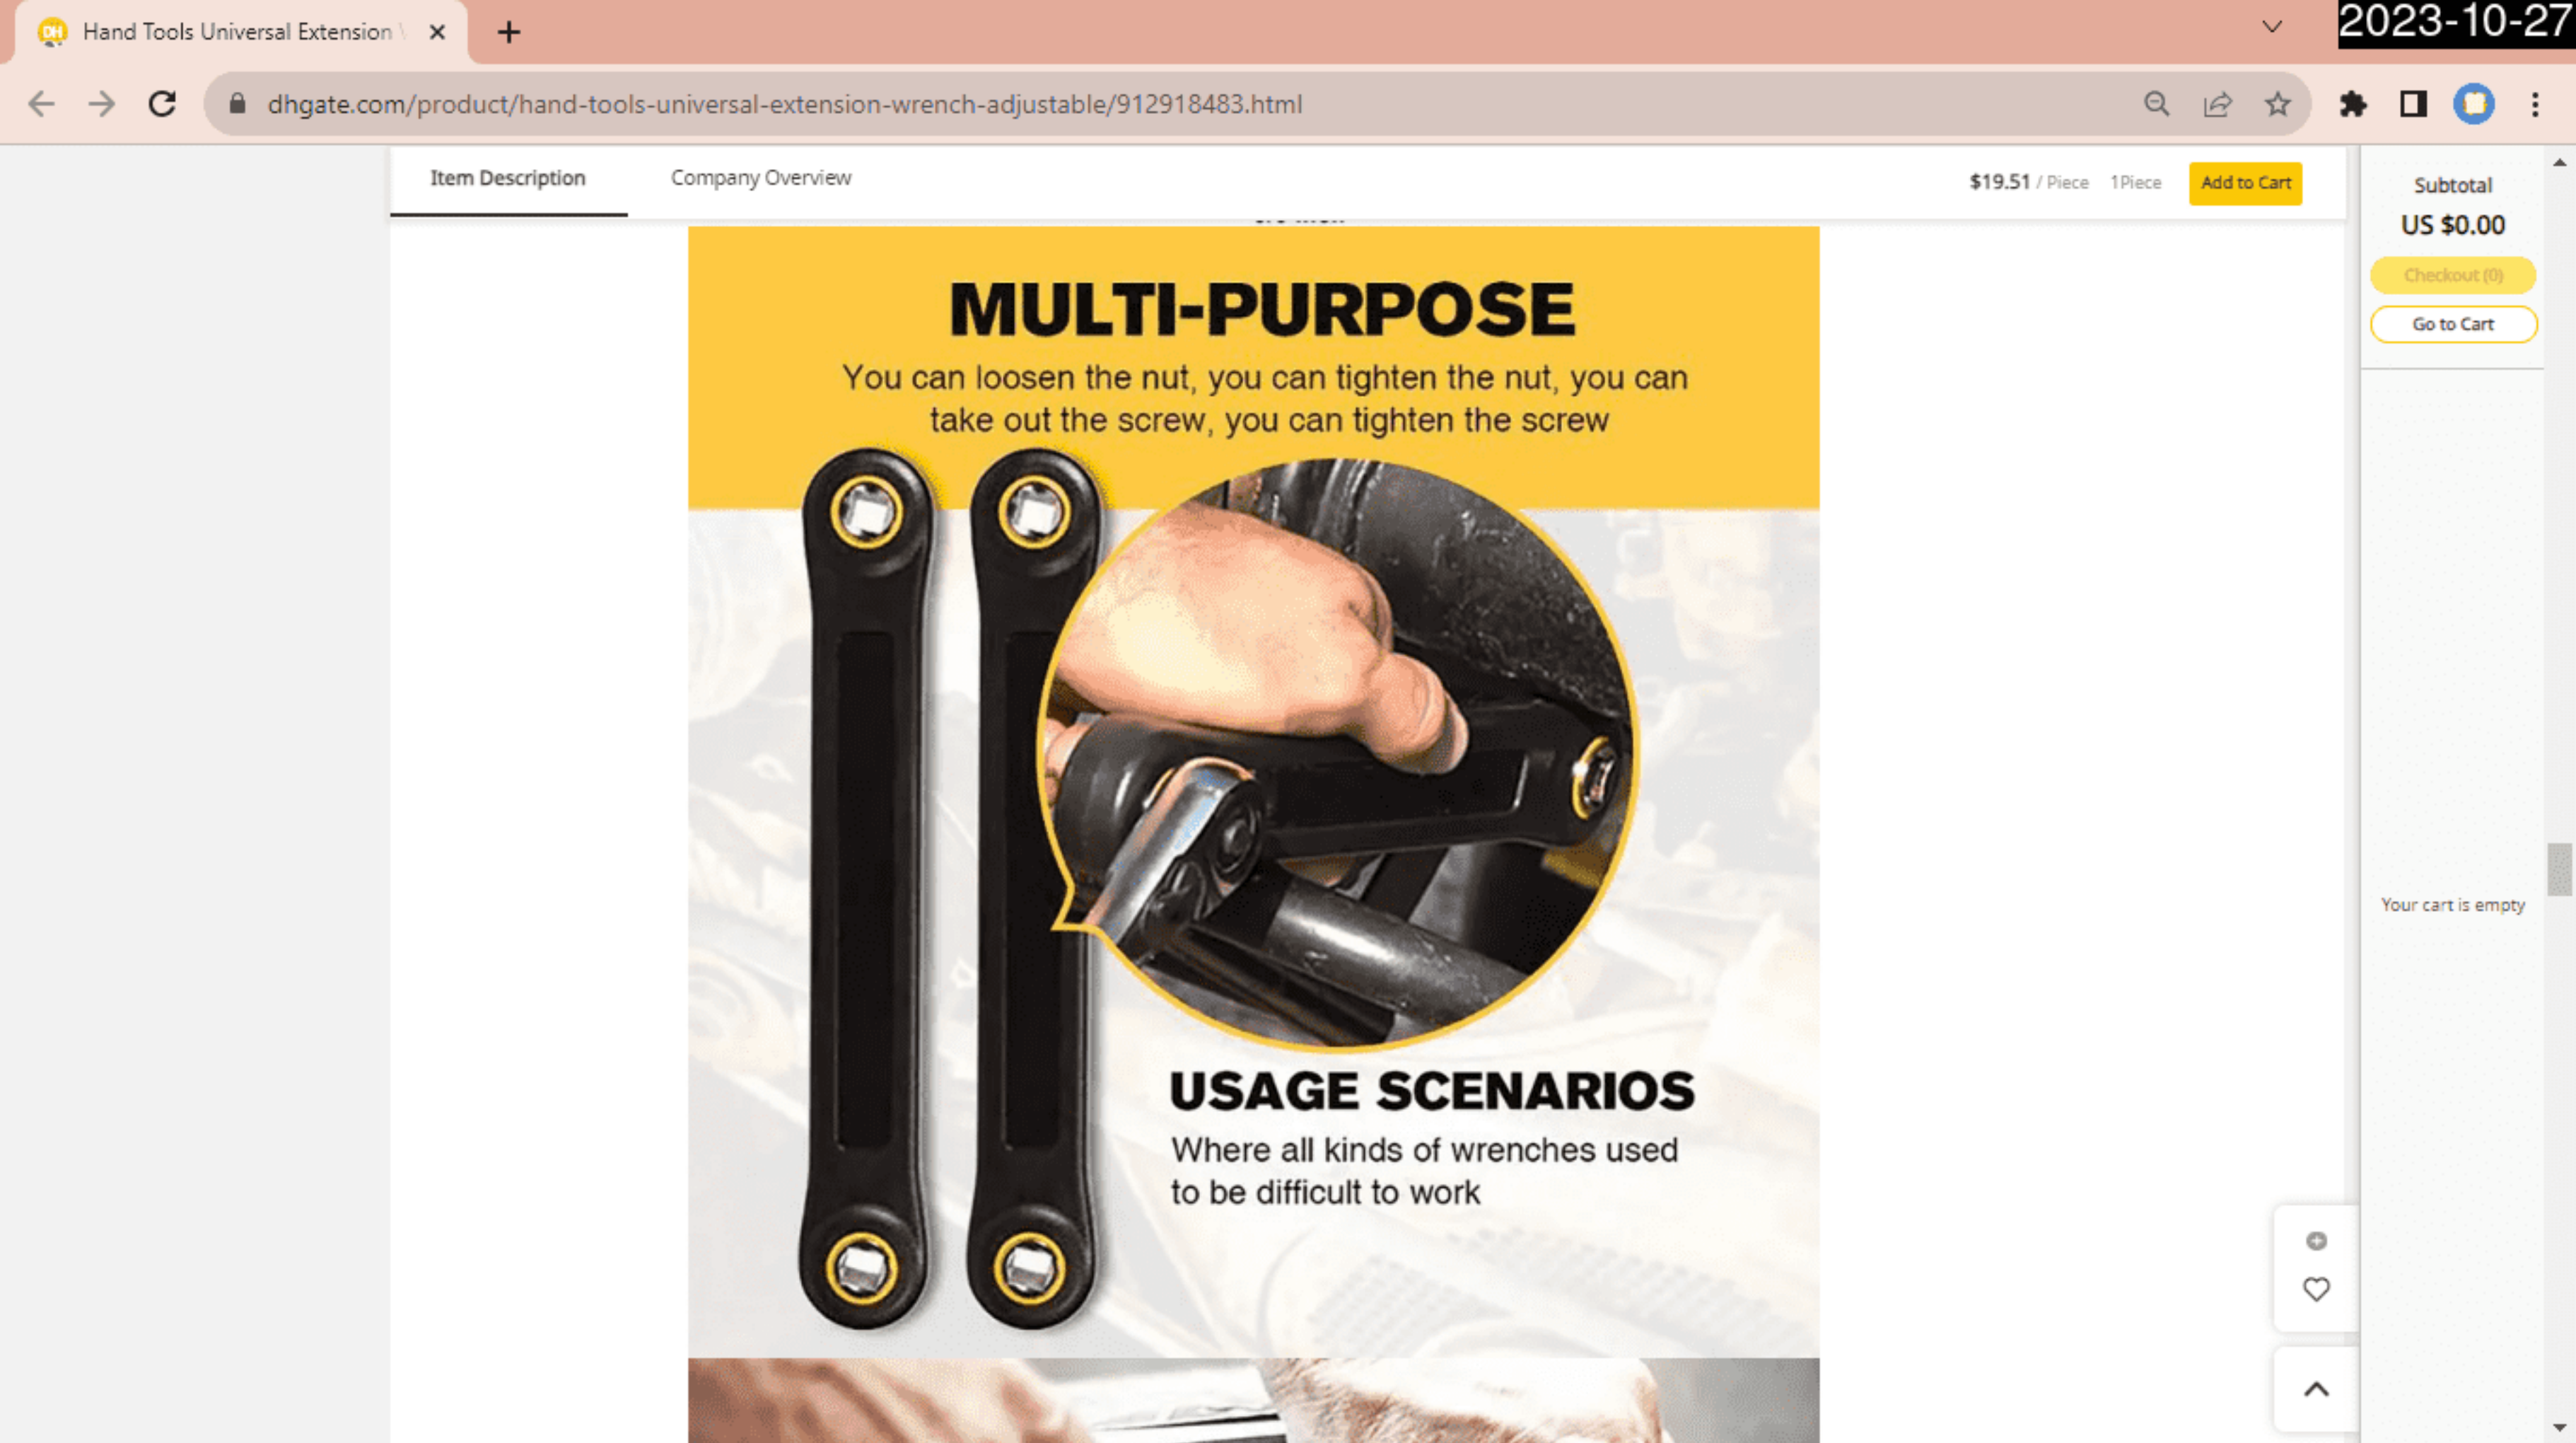 2023-10-27
Hand Tools Universal Extension
dhgate.com/product/hand-tools-universal-extension-wrench-adjustable/912918483.html
Item Description
Company Overview
$19.51 / Piece 1Piece
Add to Cart
Subtotal
US $0.00
Checkout (0)
Go to Cart
Your cart is empty
MULTI-PURPOSE
You can loosen the nut, you can tighten the nut, you can
take out the screw, you can tighten the screw
USAGE SCENARIOS
Where all kinds of wrenches used
to be difficult to work